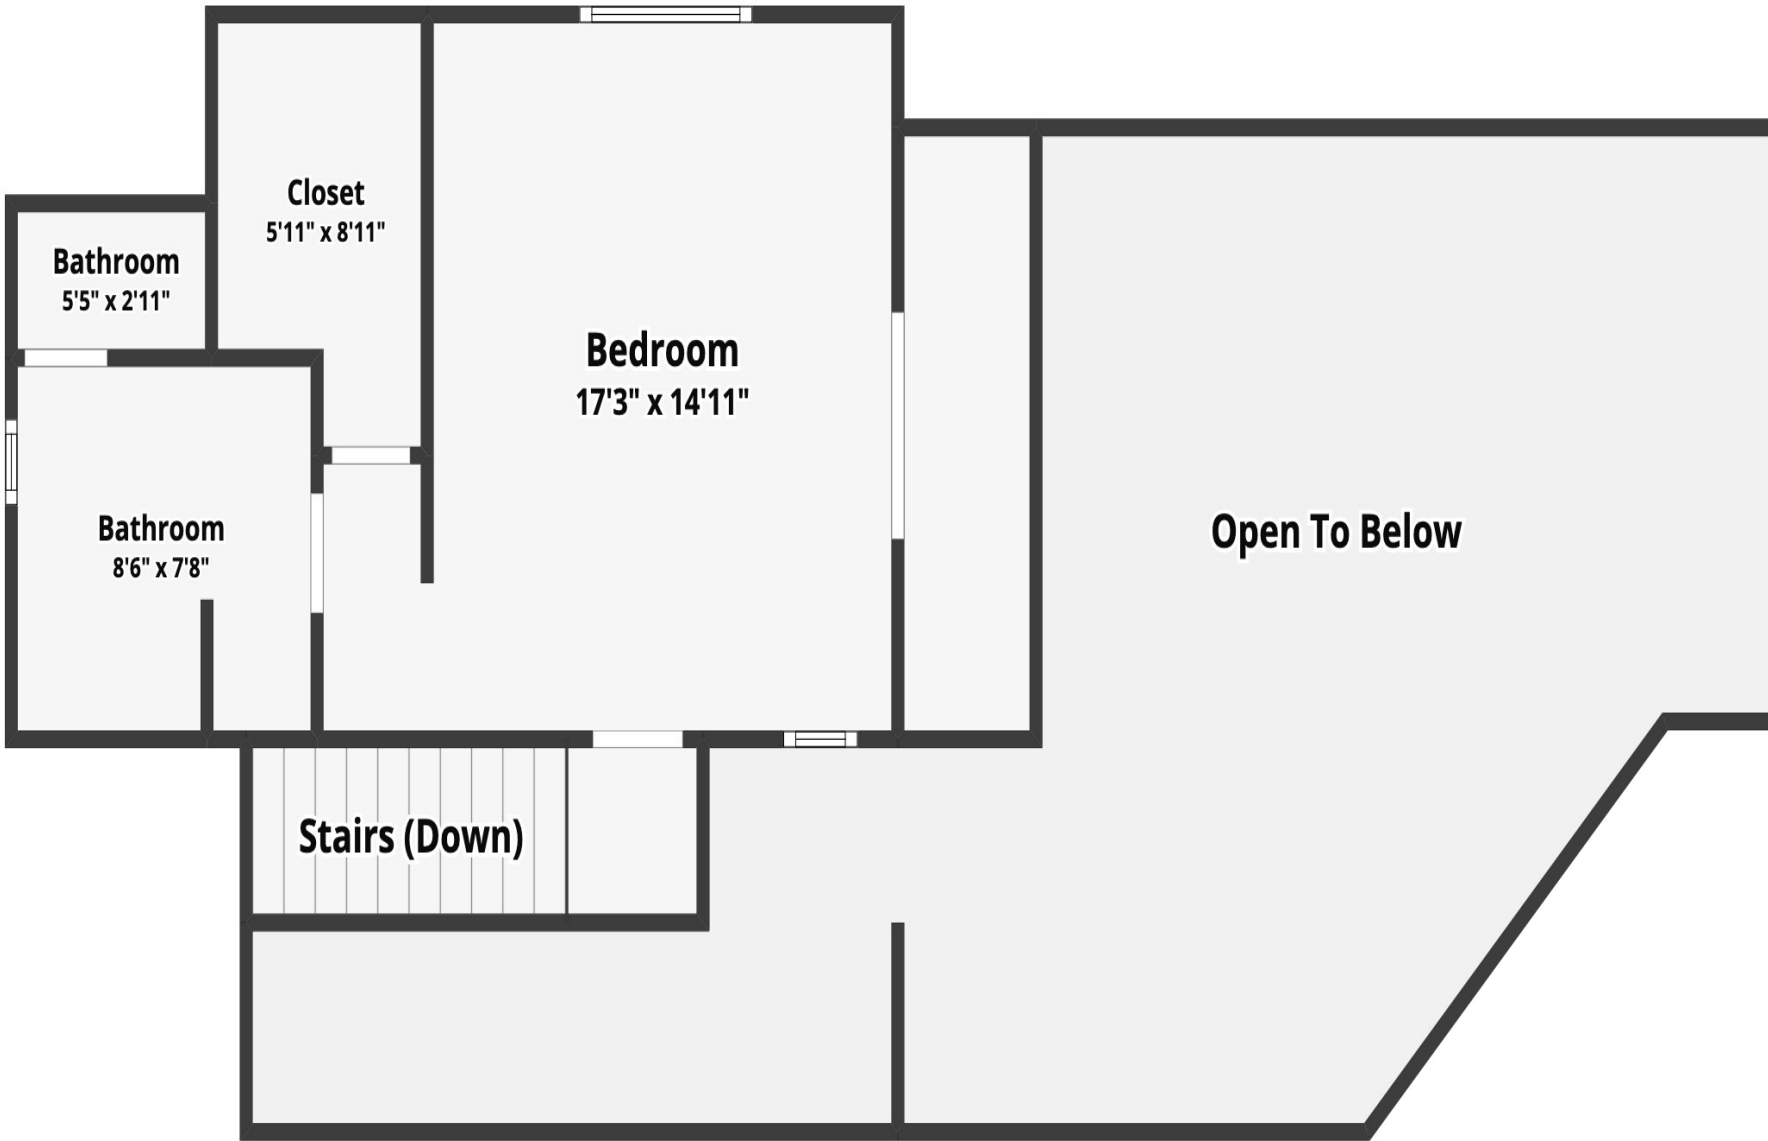 Closet
5'11" x 8'11"
Bathroom
5'5" x 2'11"
Bedroom
17'3" x 14'11"
Bathroom
8'6" x 7'8"
Open To Below
Stairs (Down)